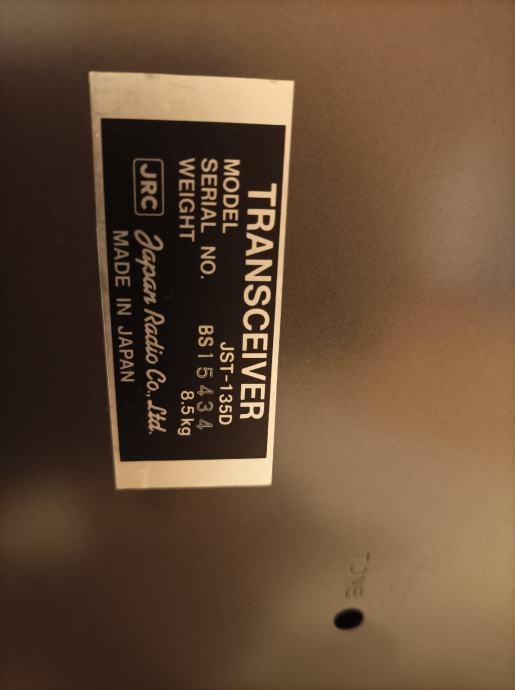 TRANSCEIVER
MODEL JST-135D
SERIAL NO. BS15434
WEIGHT 8.5kg
JRC Japan Radio Co., Ltd.
MADE IN JAPAN
TONE